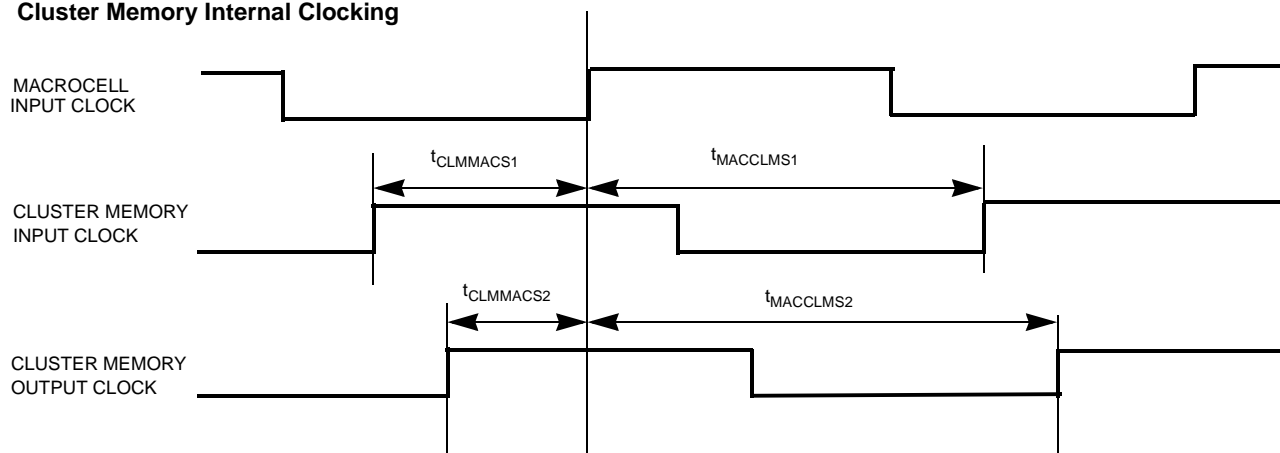 Cluster Memory Internal Clocking
MACROCELL
INPUT CLOCK
tCLMMACS1
tMACCLMS1
CLUSTER MEMORY
INPUT CLOCK
tCLMMACS2
tMACCLMS2
CLUSTER MEMORY
OUTPUT CLOCK